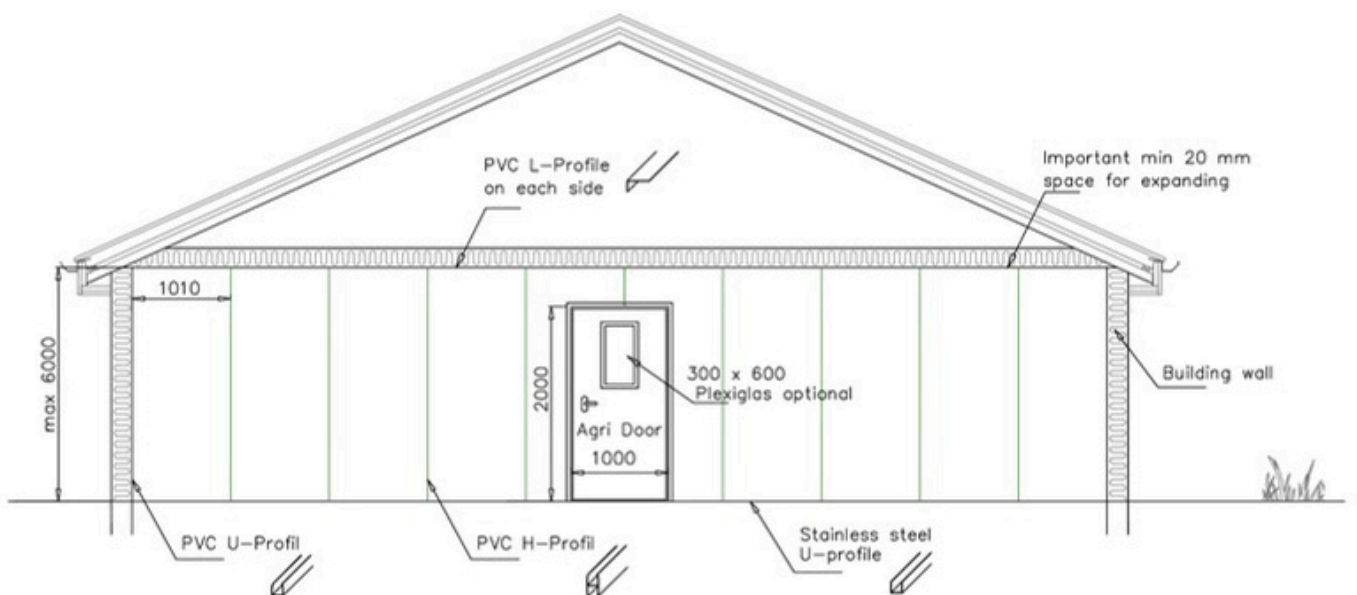 PVC L-Profile
on each side
Important min 20 mm
space for expanding
1010
max 6000
2000
300 x 600
Plexiglas optional
Building wall
Agri Door
1000
PVC U-Profil
PVC H-Profil
Stainless steel
U-profile